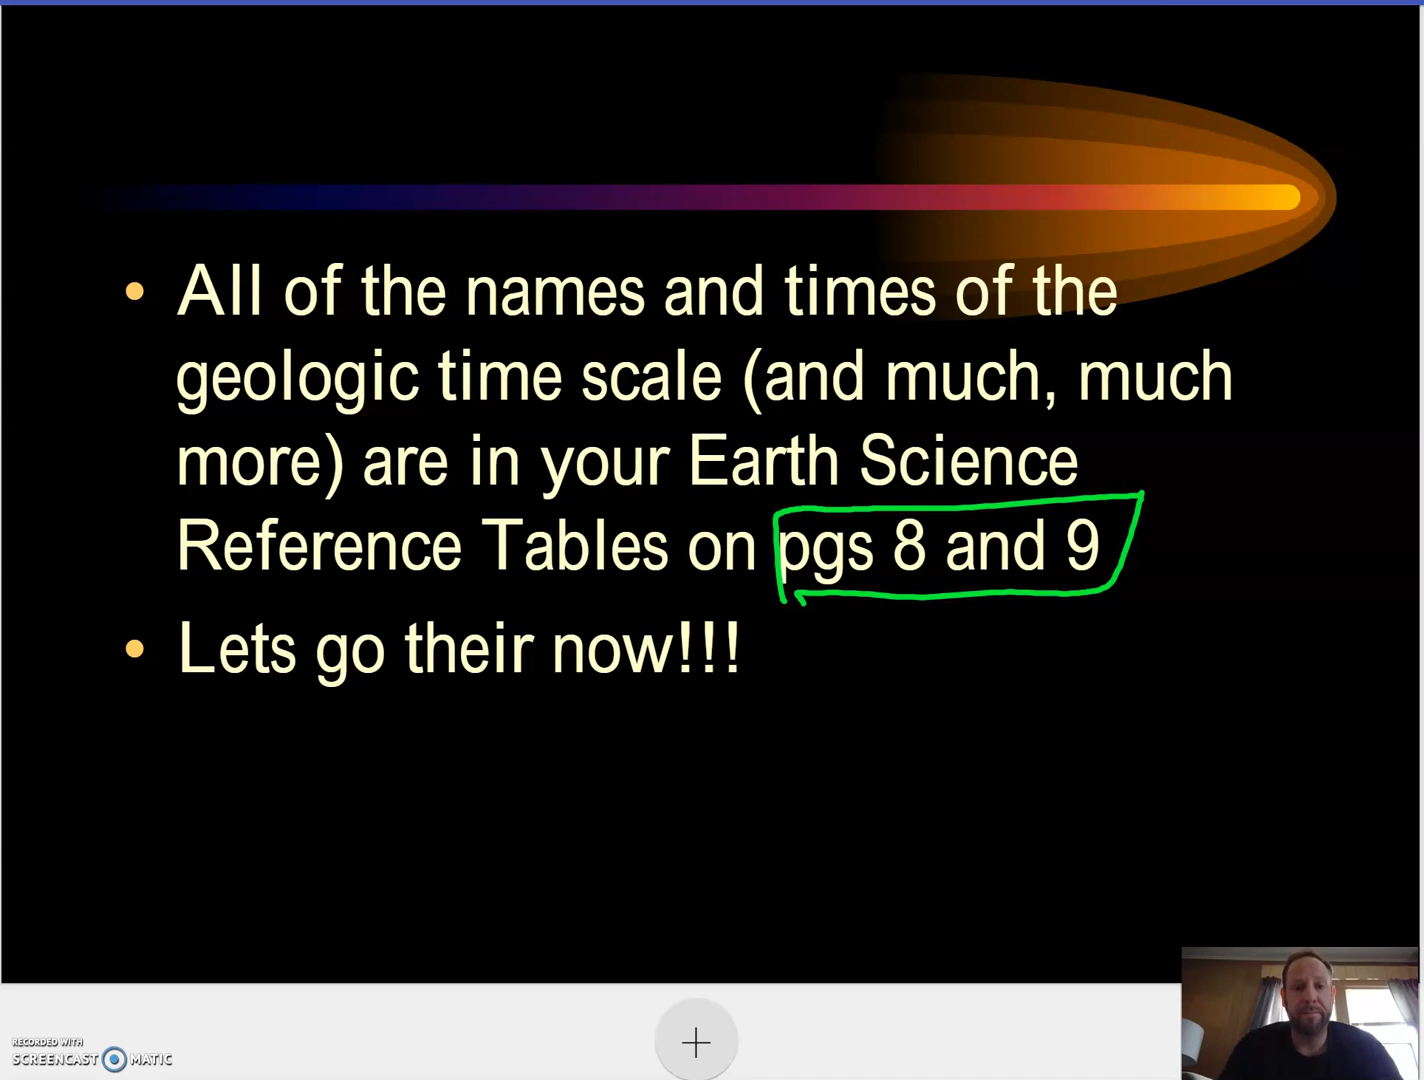 All of the names and times of the
geologic time scale (and much, much
more) are in your Earth Science
Reference Tables on pgs 8 and 9
Lets go their now!!!
RECORDED WITH
SCREENCAST MATIC